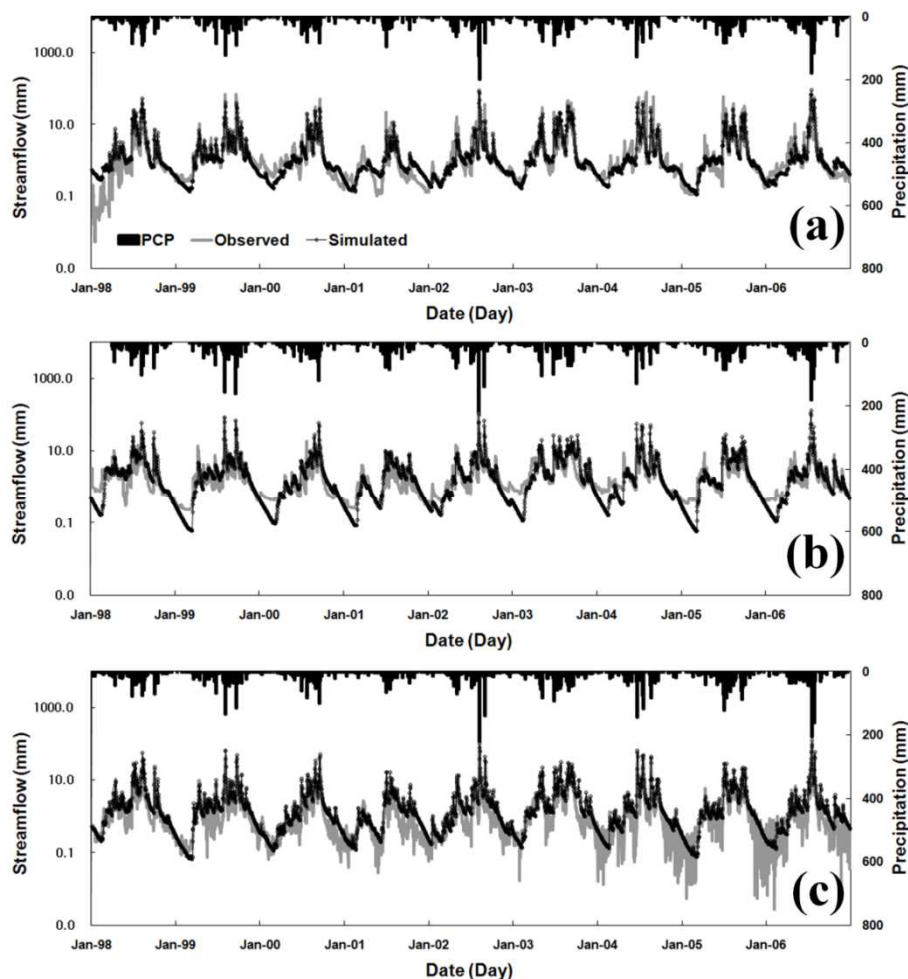 1000.0
10.0
0.1
0.0
Streamflow (mm)
0
200
400
600
800
Precipitation (mm)
PCP Observed Simulated
(a)
Jan-98 Jan-99 Jan-00 Jan-01 Jan-02 Jan-03 Jan-04 Jan-05 Jan-06
Date (Day)
1000.0
10.0
0.1
0.0
Streamflow (mm)
0
200
400
600
800
Precipitation (mm)
(b)
Jan-98 Jan-99 Jan-00 Jan-01 Jan-02 Jan-03 Jan-04 Jan-05 Jan-06
Date (Day)
1000.0
10.0
0.1
0.0
Streamflow (mm)
0
200
400
600
800
Precipitation (mm)
(c)
Jan-98 Jan-99 Jan-00 Jan-01 Jan-02 Jan-03 Jan-04 Jan-05 Jan-06
Date (Day)